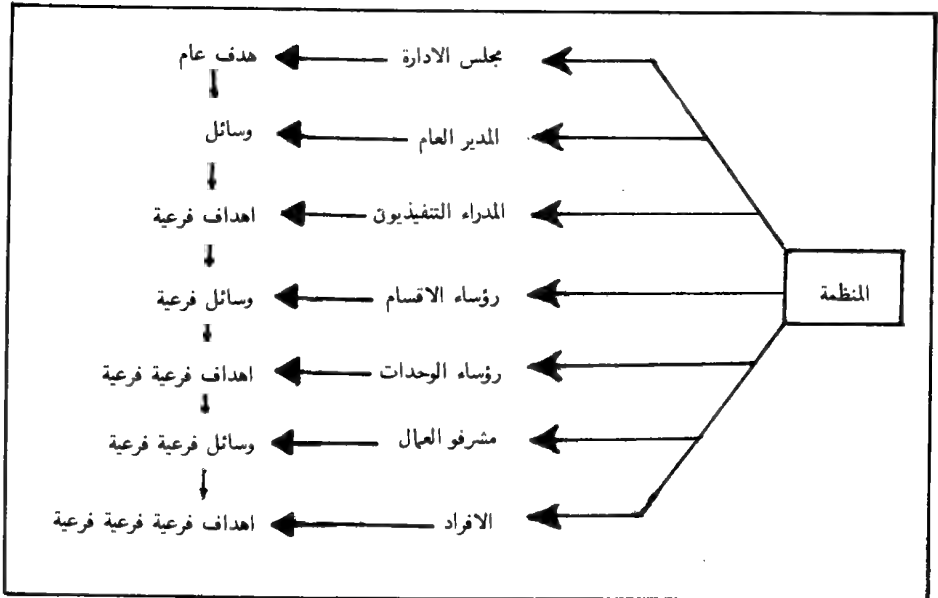 مجلس الادارة هدف عام
المدير العام وسائل
المدراء التنفيذيون اهداف فرعية
المنظمة رؤساء الاقسام وسائل فرعية
رؤساء الوحدات اهداف فرعية فرعية
مشرفو العمال وسائل فرعية فرعية
الافراد اهداف فرعية فرعية فرعية